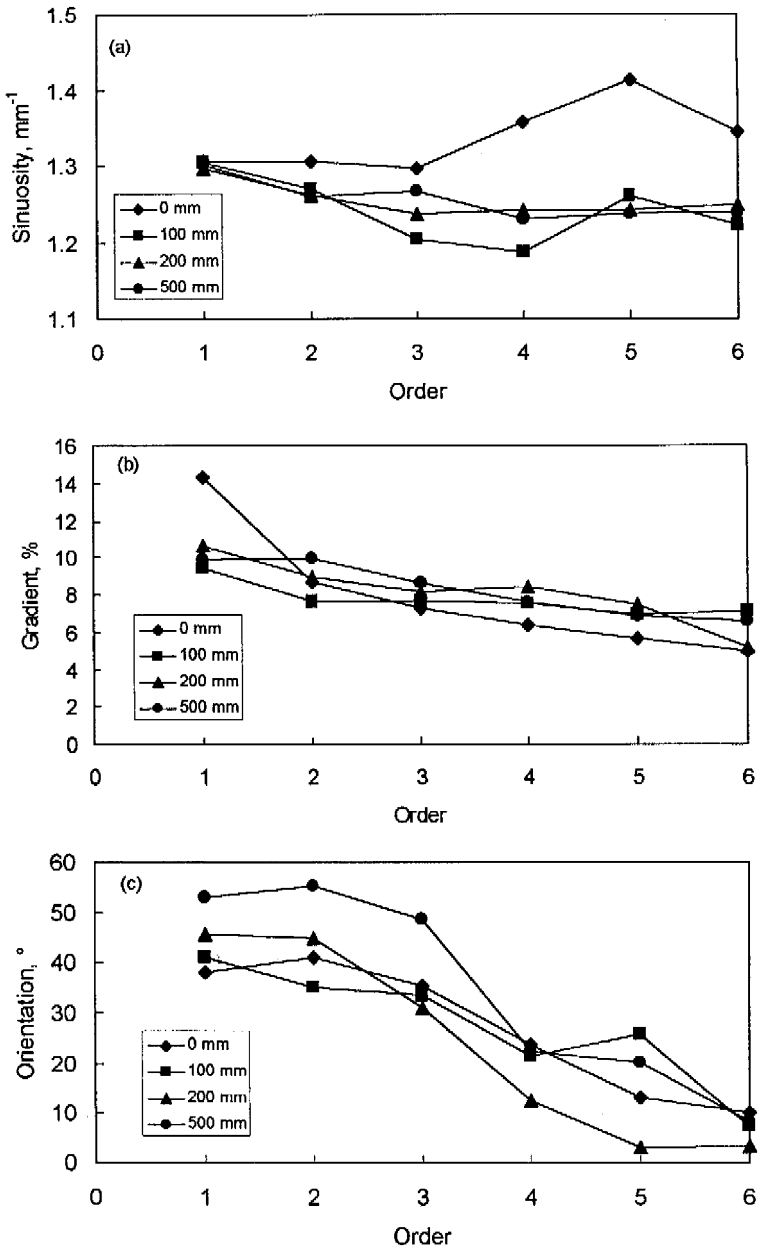 (a)
Sinuosity, mm-1
1.5
1.4
1.3
1.2
1.1
0 mm
100 mm
200 mm
500 mm
0 1 2 3 4 5 6
Order
(b)
Gradient, %
16
14
12
10
8
6
4
2
0
0 mm
100 mm
200 mm
500 mm
0 1 2 3 4 5 6
Order
(c)
Orientation, °
60
50
40
30
20
10
0
0 mm
100 mm
200 mm
500 mm
0 1 2 3 4 5 6
Order